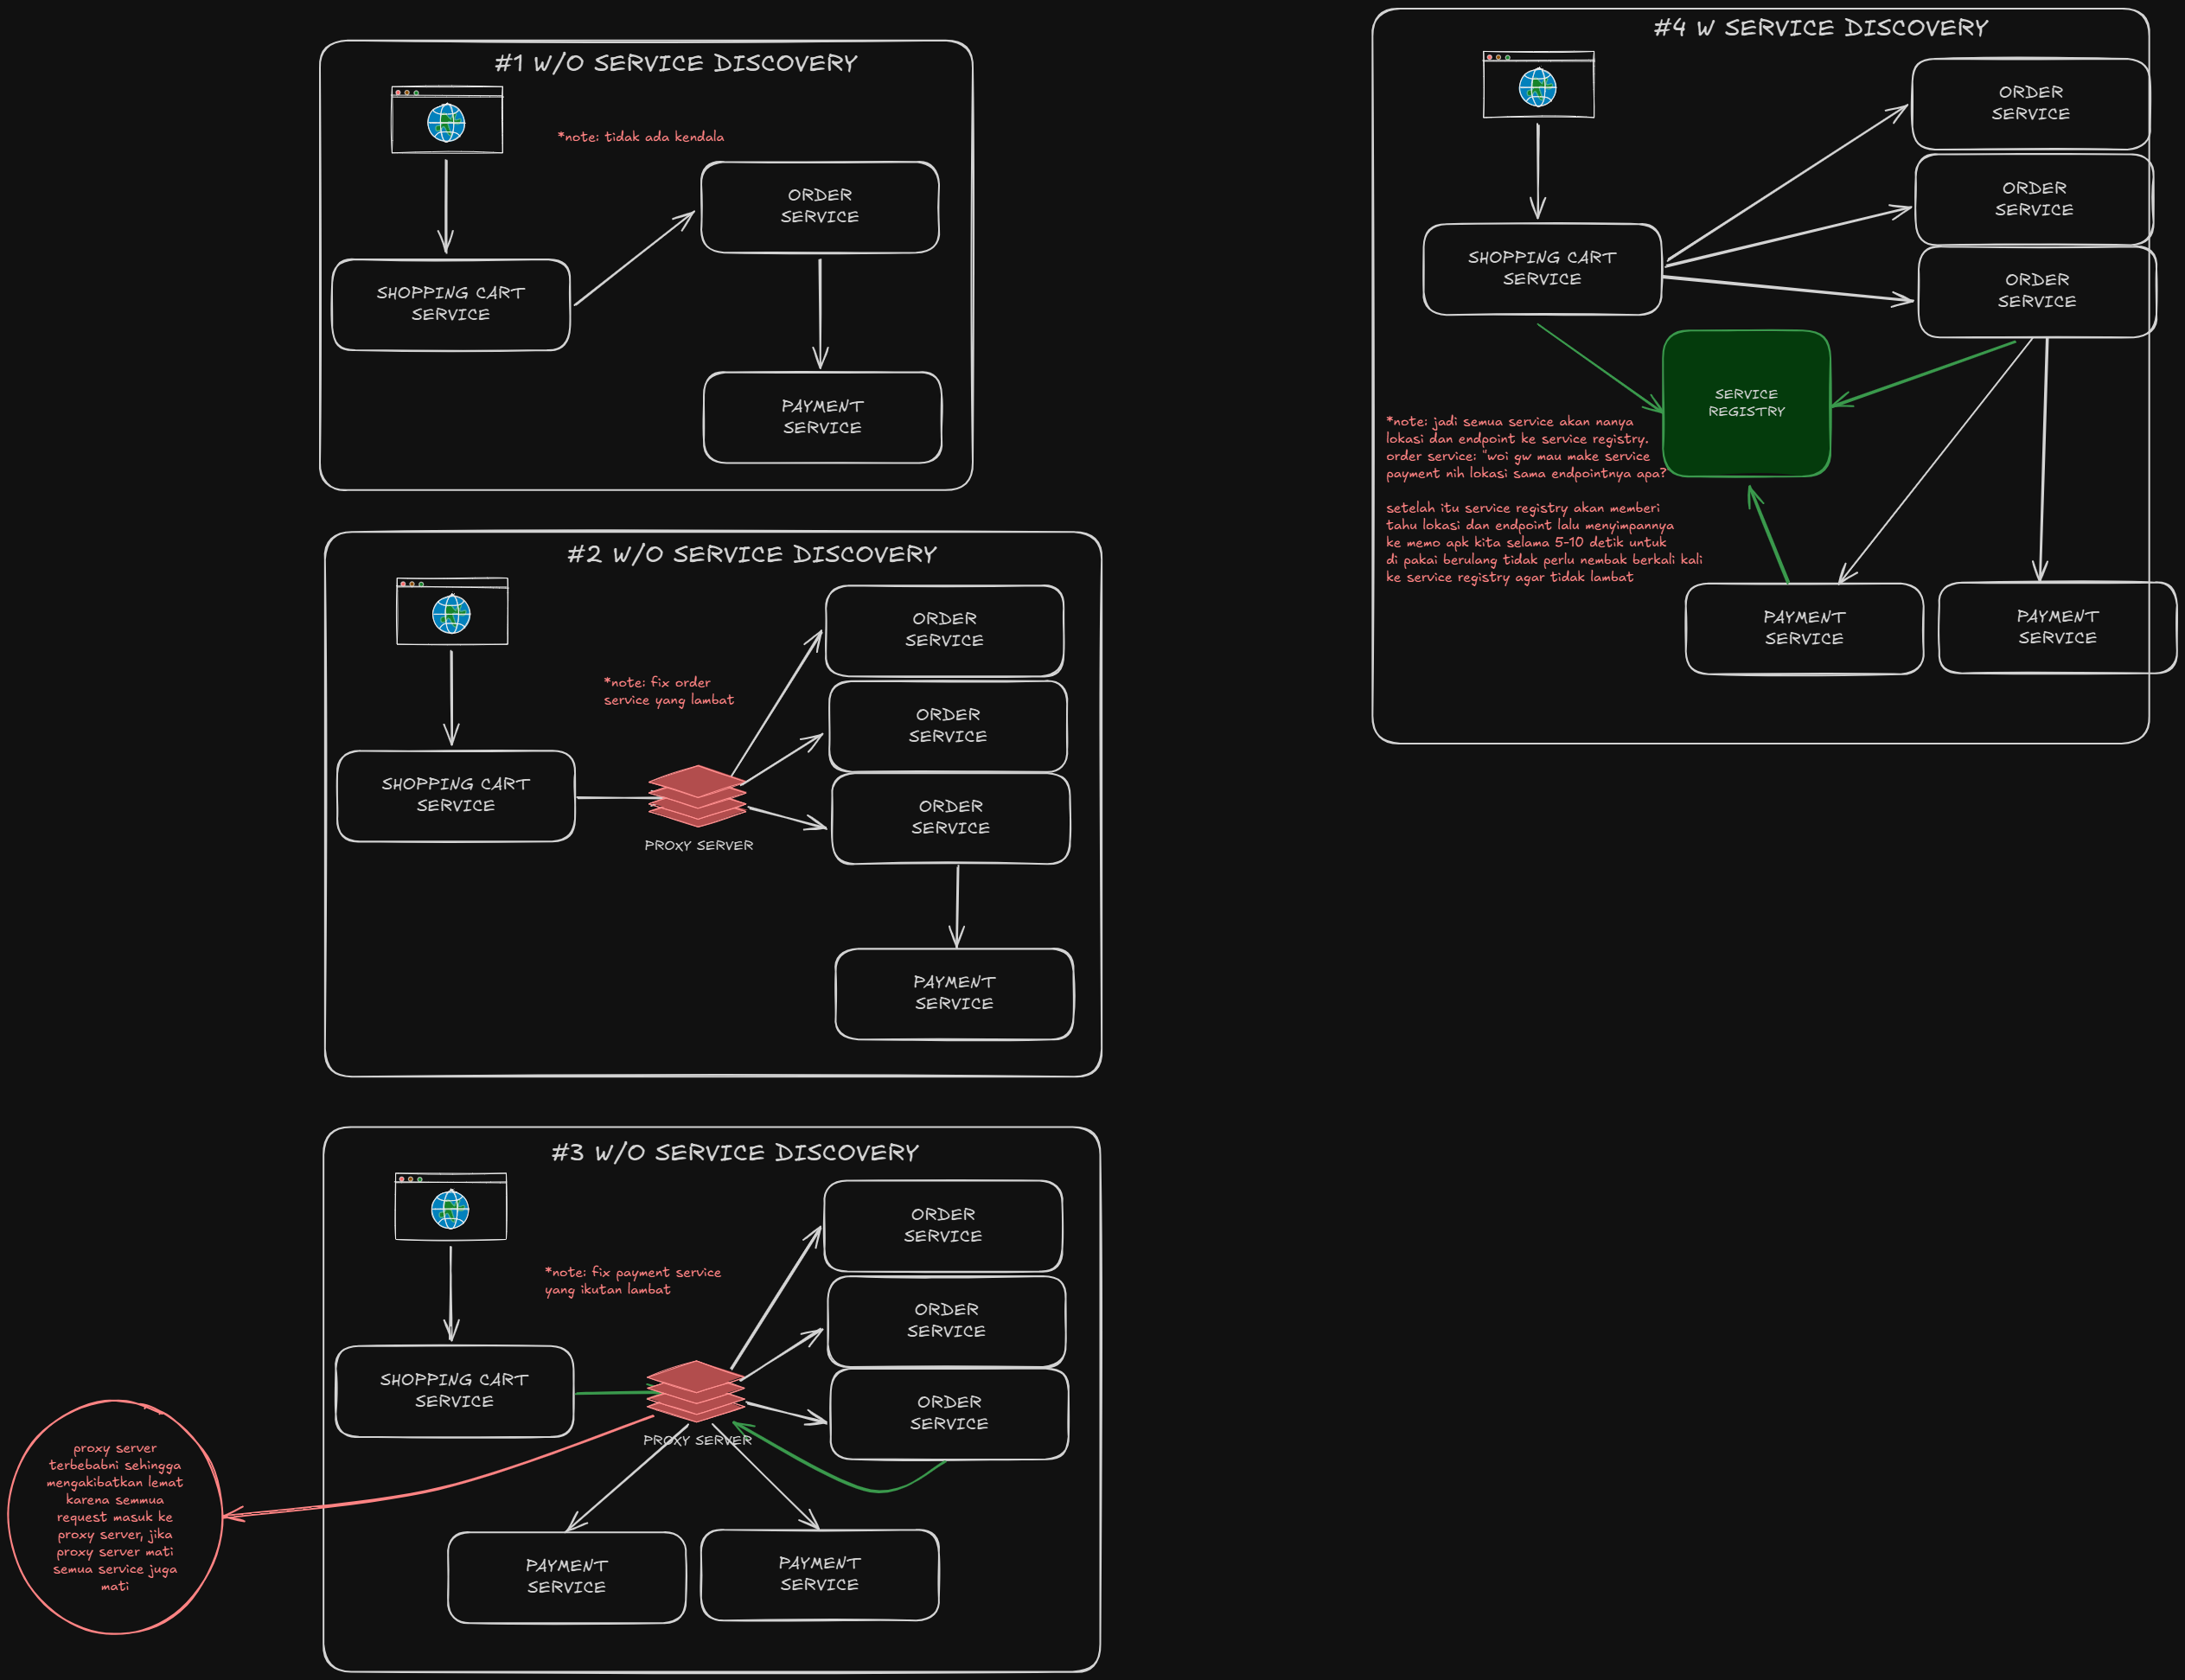 #1 W/O SERVICE DISCOVERY
*note: tidak ada kendala
ORDER
SERVICE
SHOPPING CART
SERVICE
PAYMENT
SERVICE
#2 W/O SERVICE DISCOVERY
ORDER
SERVICE
*note: fix order
service yang lambat
ORDER
SERVICE
SHOPPING CART
SERVICE
ORDER
SERVICE
PROXY SERVER
PAYMENT
SERVICE
#3 W/O SERVICE DISCOVERY
ORDER
SERVICE
*note: fix payment service
yang ikutan lambat
ORDER
SERVICE
SHOPPING CART
SERVICE
ORDER
SERVICE
PROXY SERVER
proxy server
terbebabni sehingga
mengakibatkan lemat
karena semmua
request masuk ke
proxy server, jika
proxy server mati
semua service juga
mati
PAYMENT
SERVICE
PAYMENT
SERVICE
#4 W SERVICE DISCOVERY
ORDER
SERVICE
ORDER
SERVICE
SHOPPING CART
SERVICE
ORDER
SERVICE
SERVICE
REGISTRY
*note: jadi semua service akan nanya
lokasi dan endpoint ke service registry.
order service: "woi gw mau make service
payment nih lokasi sama endpointnya apa?
setelah itu service registry akan memberi
tahu lokasi dan endpoint lalu menyimpannya
ke memo apk kita selama 5-10 detik untuk
di pakai berulang tidak perlu nembak berkali kali
ke service registry agar tidak lambat
PAYMENT
SERVICE
PAYMENT
SERVICE